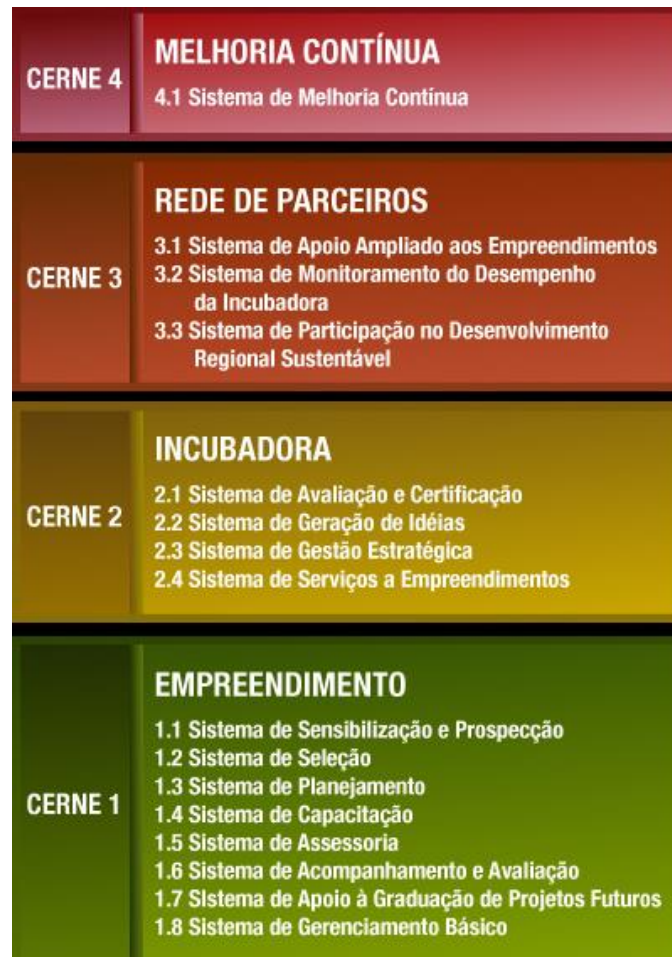 CERNE 4
MELHORIA CONTÍNUA
4.1 Sistema de Melhoria Contínua
CERNE 3
REDE DE PARCEIROS
3.1 Sistema de Apoio Ampliado aos Empreendimentos
3.2 Sistema de Monitoramento do Desempenho
da Incubadora
3.3 Sistema de Participação no Desenvolvimento
Regional Sustentável
CERNE 2
INCUBADORA
2.1 Sistema de Avaliação e Certificação
2.2 Sistema de Geração de Idéias
2.3 Sistema de Gestão Estratégica
2.4 Sistema de Serviços a Empreendimentos
CERNE 1
EMPREENDIMENTO
1.1 Sistema de Sensibilização e Prospecção
1.2 Sistema de Seleção
1.3 Sistema de Planejamento
1.4 Sistema de Capacitação
1.5 Sistema de Assessoria
1.6 Sistema de Acompanhamento e Avaliação
1.7 SIstema de Apoio à Graduação de Projetos Futuros
1.8 Sistema de Gerenciamento Básico